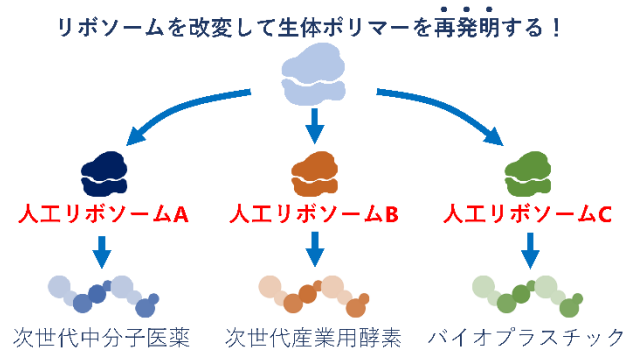 リボソームを改変して生体ポリマーを再発明する！
人工リボソームA
人工リボソームB
人工リボソームC
次世代中分子医薬
次世代産業用酵素
バイオプラスチック